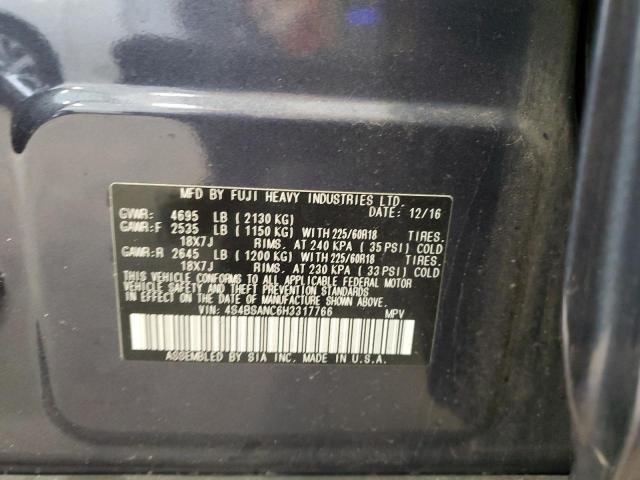 MFD BY FUJI HEAVY INDUSTRIES LTD.
GVWR: 4695 LB ( 2130 KG) DATE: 12/16
GAWR:F 2535 LB ( 1150 KG) WITH 225/60R18 TIRES.
18X7J RIMS. AT 240 KPA ( 35 PSI) COLD
GAWR:R 2645 LB ( 1200 KG) WITH 225/60R18 TIRES.
18X7J RIMS. AT 230 KPA ( 33 PSI) COLD
THIS VEHICLE CONFORMS TO ALL APPLICABLE FEDERAL MOTOR
VEHICLE SAFETY AND THEFT PREVENTION STANDARDS
IN EFFECT ON THE DATE OF MANUFACTURE SHOWN ABOVE.
VIN: 4S4BSANC6H3317766 MPV
ASSEMBLED BY SIA INC. MADE IN U.S.A.